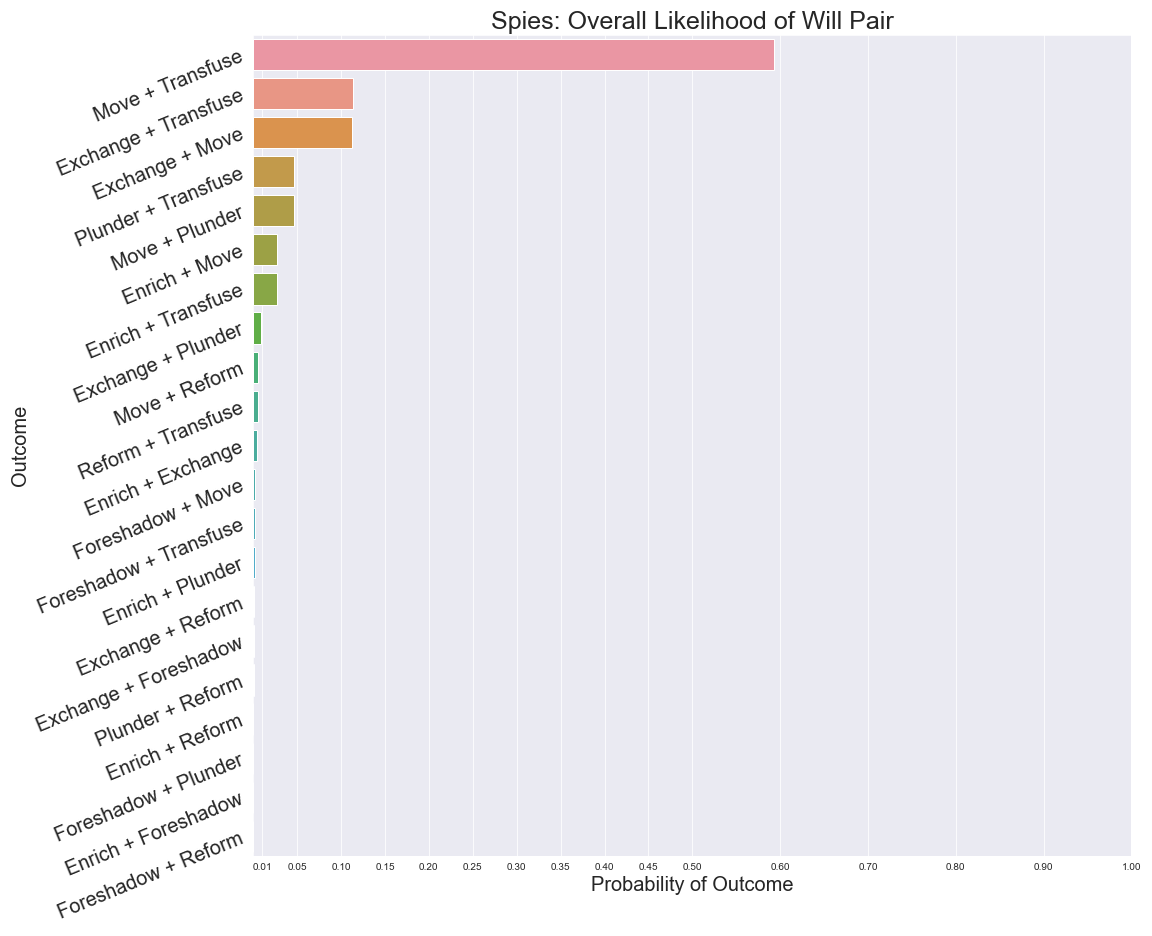 Spies: Overall Likelihood of Will Pair
Move + Transfuse
Exchange + Transfuse
Exchange + Move
Plunder + Transfuse
Move + Plunder
Enrich + Move
Enrich + Transfuse
Exchange + Plunder
Move + Reform
Reform + Transfuse
Enrich + Exchange
Foreshadow + Move
Foreshadow + Transfuse
Enrich + Plunder
Exchange + Reform
Exchange + Foreshadow
Plunder + Reform
Enrich + Reform
Foreshadow + Plunder
Enrich + Foreshadow
Foreshadow + Reform
Outcome
0.01 0.05 0.10 0.15 0.20 0.25 0.30 0.35 0.40 0.45 0.50 0.60 0.70 0.80 0.90 1.00
Probability of Outcome